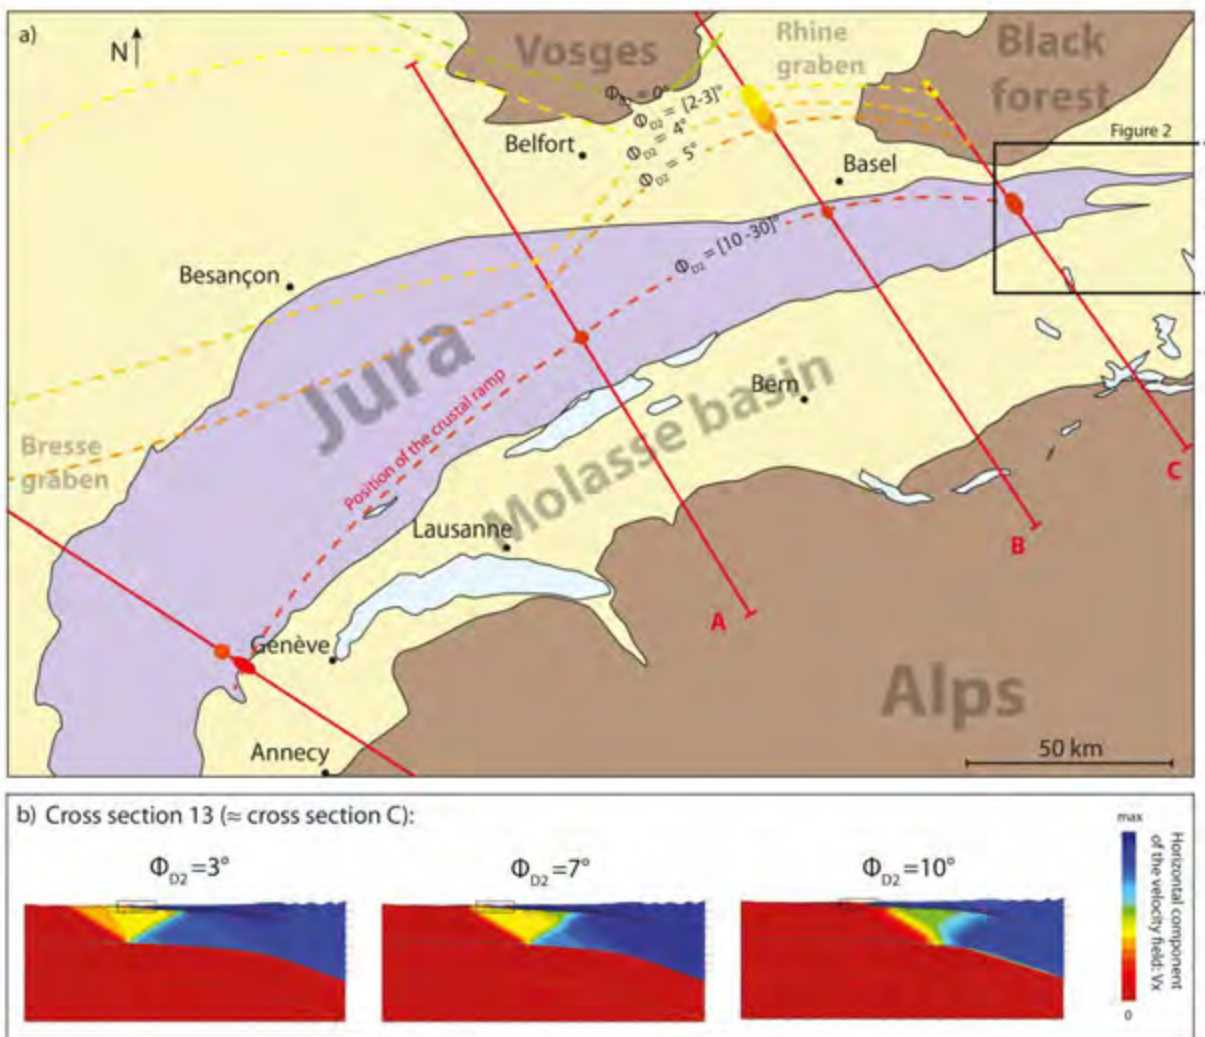 a)
N
Vosges
Rhine
graben
Black
forest
Φ = 0°
ΦD2 = [2-3]°
ΦD2 = 4°
ΦD2 = 5°
Figure 2
Belfort
Basel
Besançon
ΦD2 = [10 -30]°
Jura
Position of the crustal ramp
Bern
Molasse basin
Bresse
graben
Lausanne
C
B
A
Genève
Alps
Annecy
50 km
b) Cross section 13 (≈ cross section C):
ΦD2 =3°
ΦD2 =7°
ΦD2 =10°
max
0
Horizontal component
of the velocity field: Vx